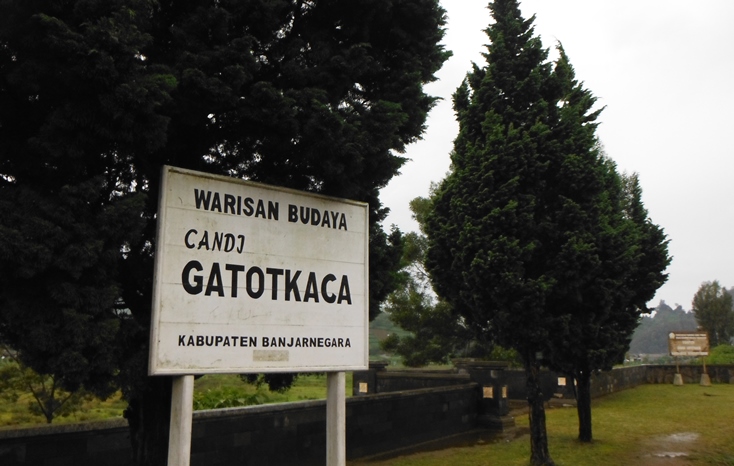 WARISAN BUDAYA
CANDI
GATOTKACA
KABUPATEN BANJARNEGARA